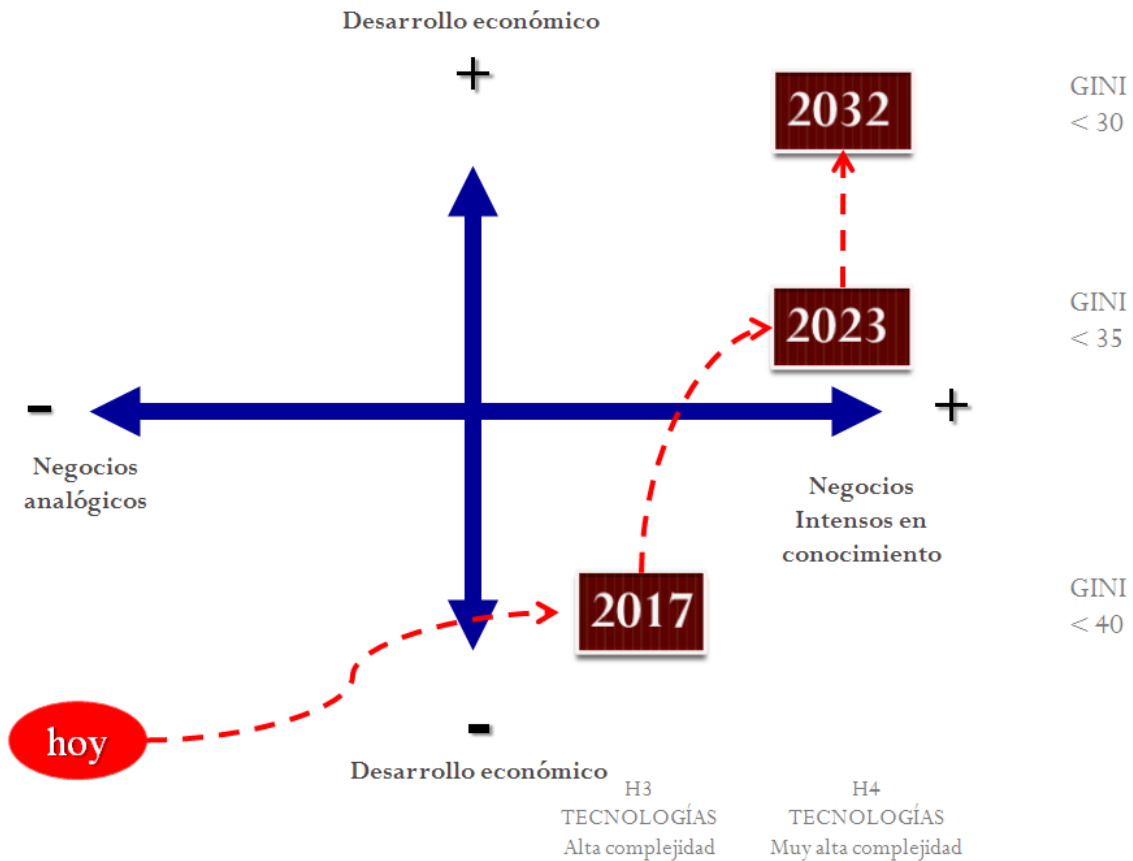 Desarrollo económico
+
2032
GINI
< 30
2023
GINI
< 35
-
+
Negocios
analógicos
Negocios
Intensos en
conocimiento
2017
GINI
< 40
hoy
-
Desarrollo económico
H3
TECNOLOGÍAS
Alta complejidad
H4
TECNOLOGÍAS
Muy alta complejidad